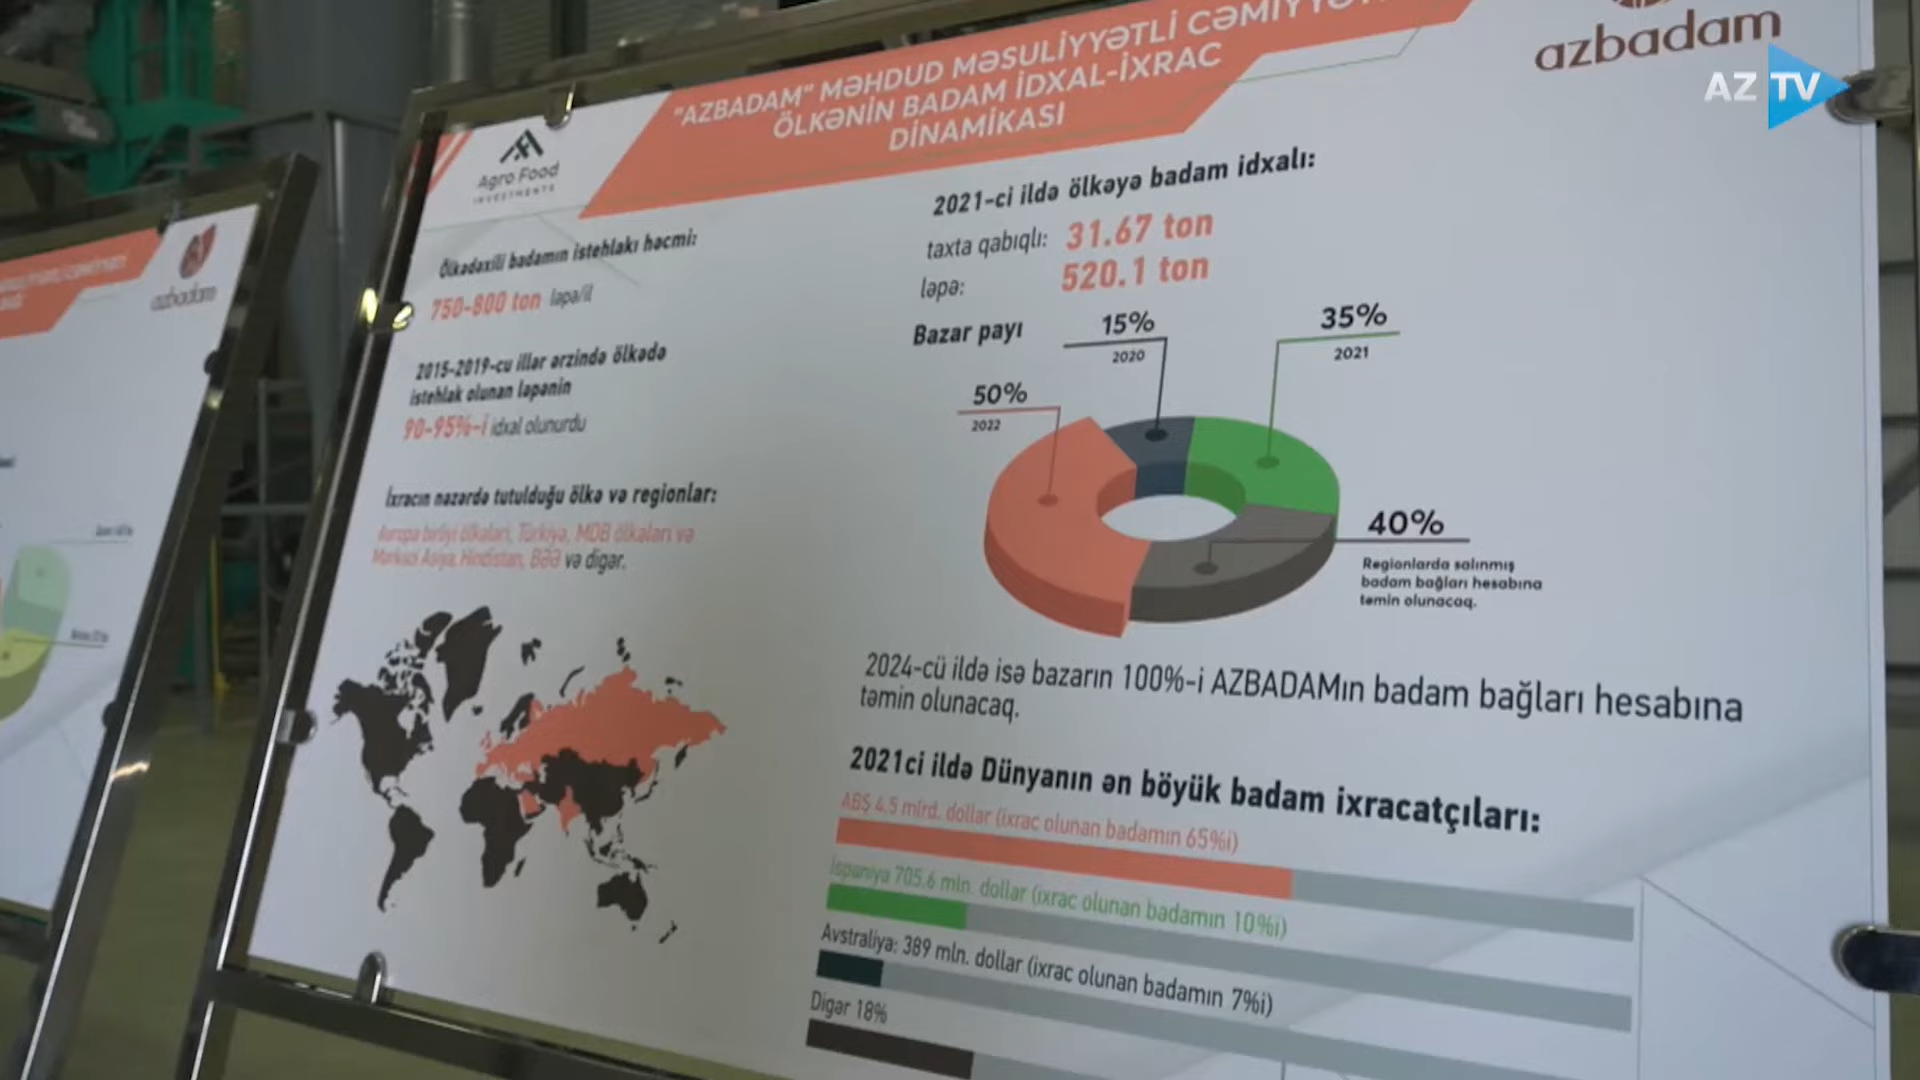 azbadam
AZTV
"AZBADAM" MƏHDUD MƏSULİYYƏTLİ CƏMİYYƏTİ
ÖLKƏNİN BADAM İDXAL-İXRAC
DİNAMİKASI
Agro Food
INVESTMENTS
Ölkədaxili badamın istehlakı həcmi:
750-800 ton ləpə/il
2015-2019-cu illər ərzində ölkədə
istehlak olunan ləpənin
90-95%-i idxal olunurdu
İxracın nəzərdə tutulduğu ölkə və regionlar:
Avropa birliyi ölkələri, Türkiyə, MDB ölkələri və
Mərkəzi Asiya, Hindistan, BƏƏ və digər.
2021-ci ildə ölkəyə badam idxalı:
taxta qabıqlı: 31.67 ton
ləpə: 520.1 ton
Bazar payı
15%
2020
35%
2021
50%
2022
40%
Regionlarda salınmış
badam bağları hesabına
təmin olunacaq.
2024-cü ildə isə bazarın 100%-i AZBADAMın badam bağları hesabına
təmin olunacaq.
2021ci ildə Dünyanın ən böyük badam ixracatçıları:
ABŞ 4.5 mlrd. dollar (ixrac olunan badamın 65%i)
İspaniya 705.6 mln. dollar (ixrac olunan badamın 10%i)
Avstraliya: 389 mln. dollar (ixrac olunan badamın 7%i)
Digər 18%
azbadam